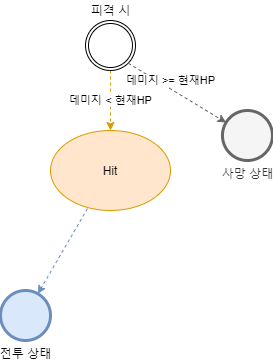 피격 시
데미지 >= 현재HP
데미지 < 현재HP
Hit
사망 상태
전투 상태